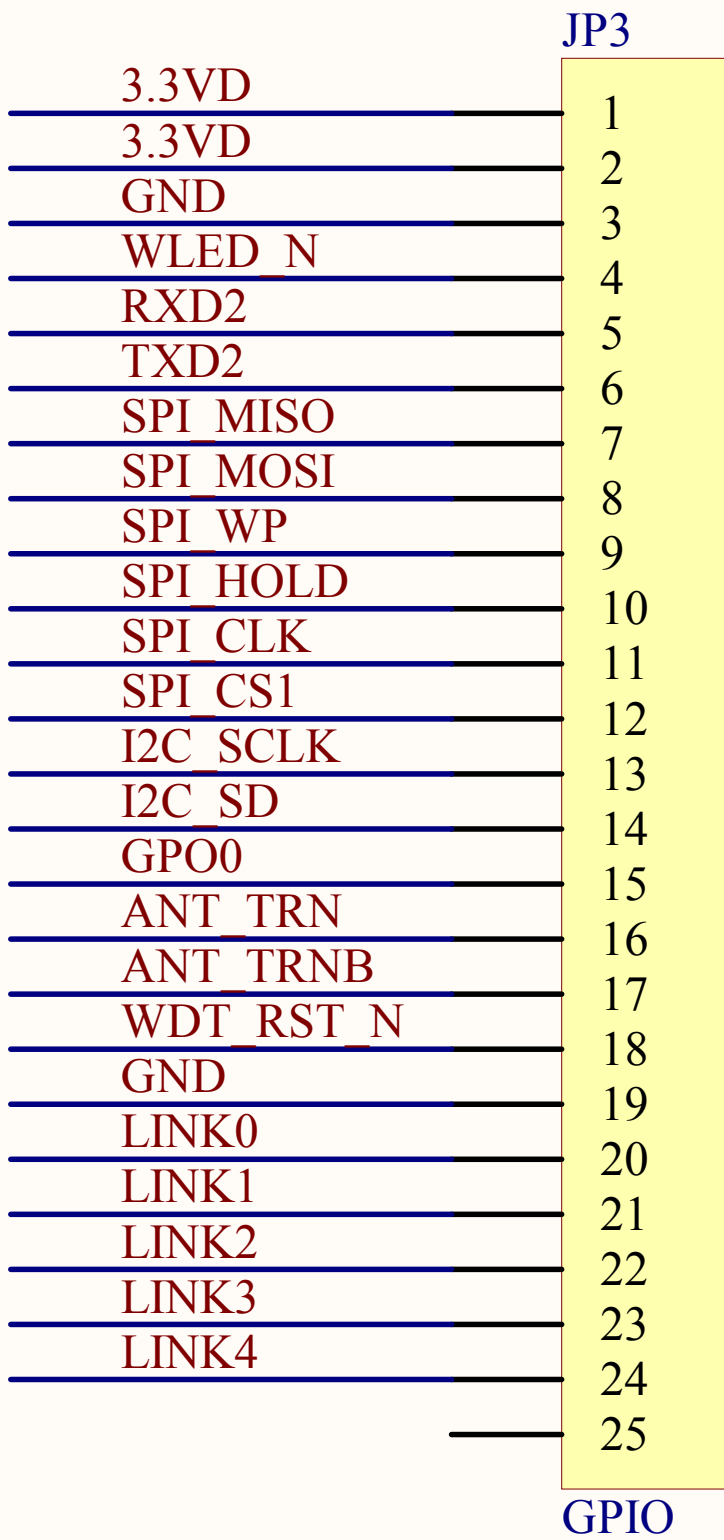 JP3
3.3VD 1
3.3VD 2
GND 3
WLED_N 4
RXD2 5
TXD2 6
SPI_MISO 7
SPI_MOSI 8
SPI_WP 9
SPI_HOLD 10
SPI_CLK 11
SPI_CS1 12
I2C_SCLK 13
I2C_SD 14
GPO0 15
ANT_TRN 16
ANT_TRNB 17
WDT_RST_N 18
GND 19
LINK0 20
LINK1 21
LINK2 22
LINK3 23
LINK4 24
25
GPIO